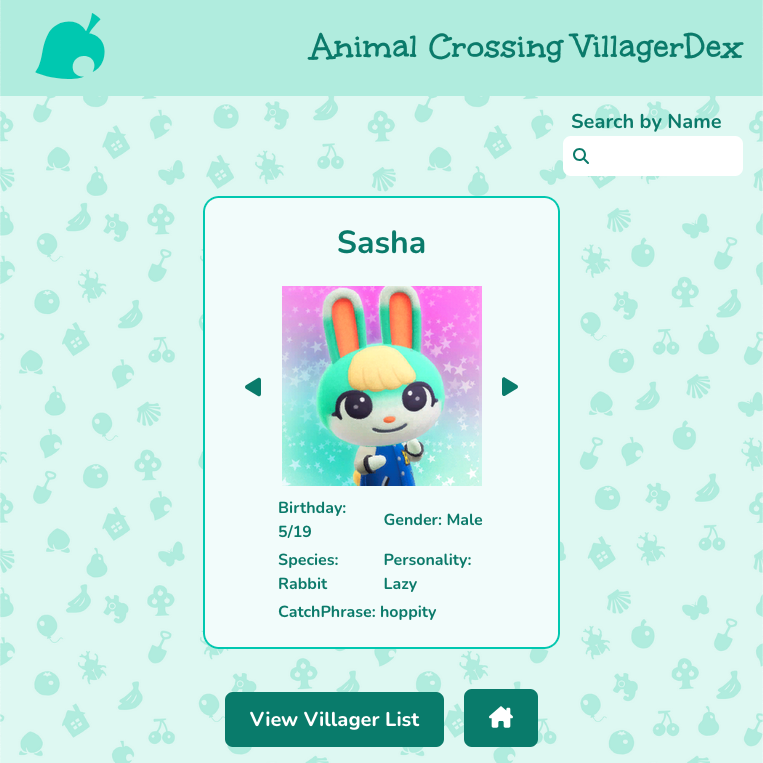 Animal Crossing VillagerDex
Search by Name
Sasha
Birthday:
5/19
Gender: Male
Species:
Rabbit
Personality:
Lazy
CatchPhrase: hoppity
View Villager List